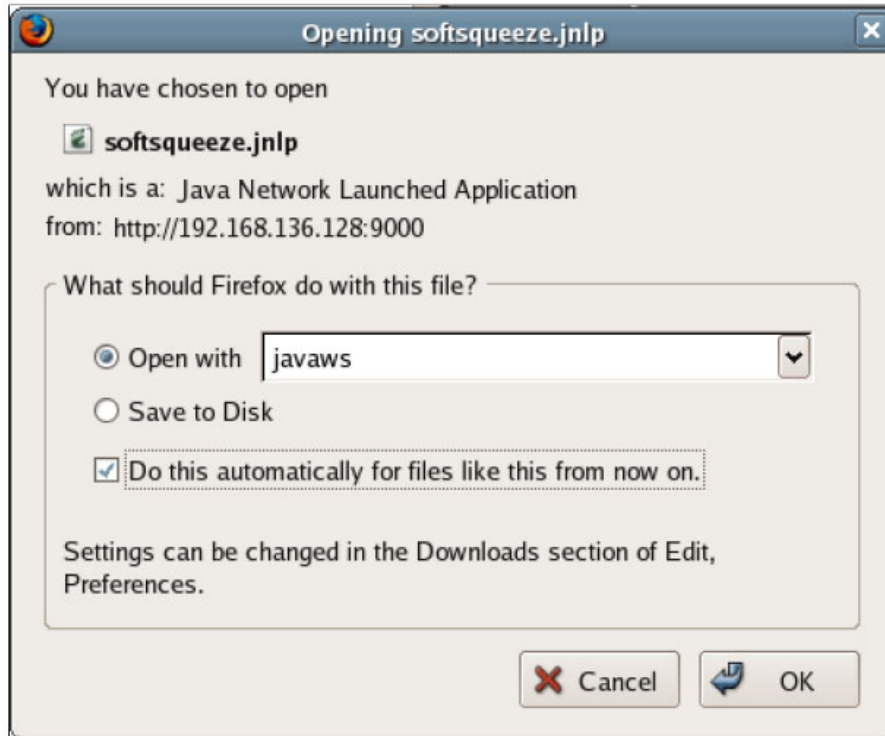 Opening softsqueeze.jnlp
You have chosen to open
softsqueeze.jnlp
which is a: Java Network Launched Application
from: http://192.168.136.128:9000
What should Firefox do with this file?
Open with javaws
Save to Disk
Do this automatically for files like this from now on.
Settings can be changed in the Downloads section of Edit,
Preferences.
Cancel OK